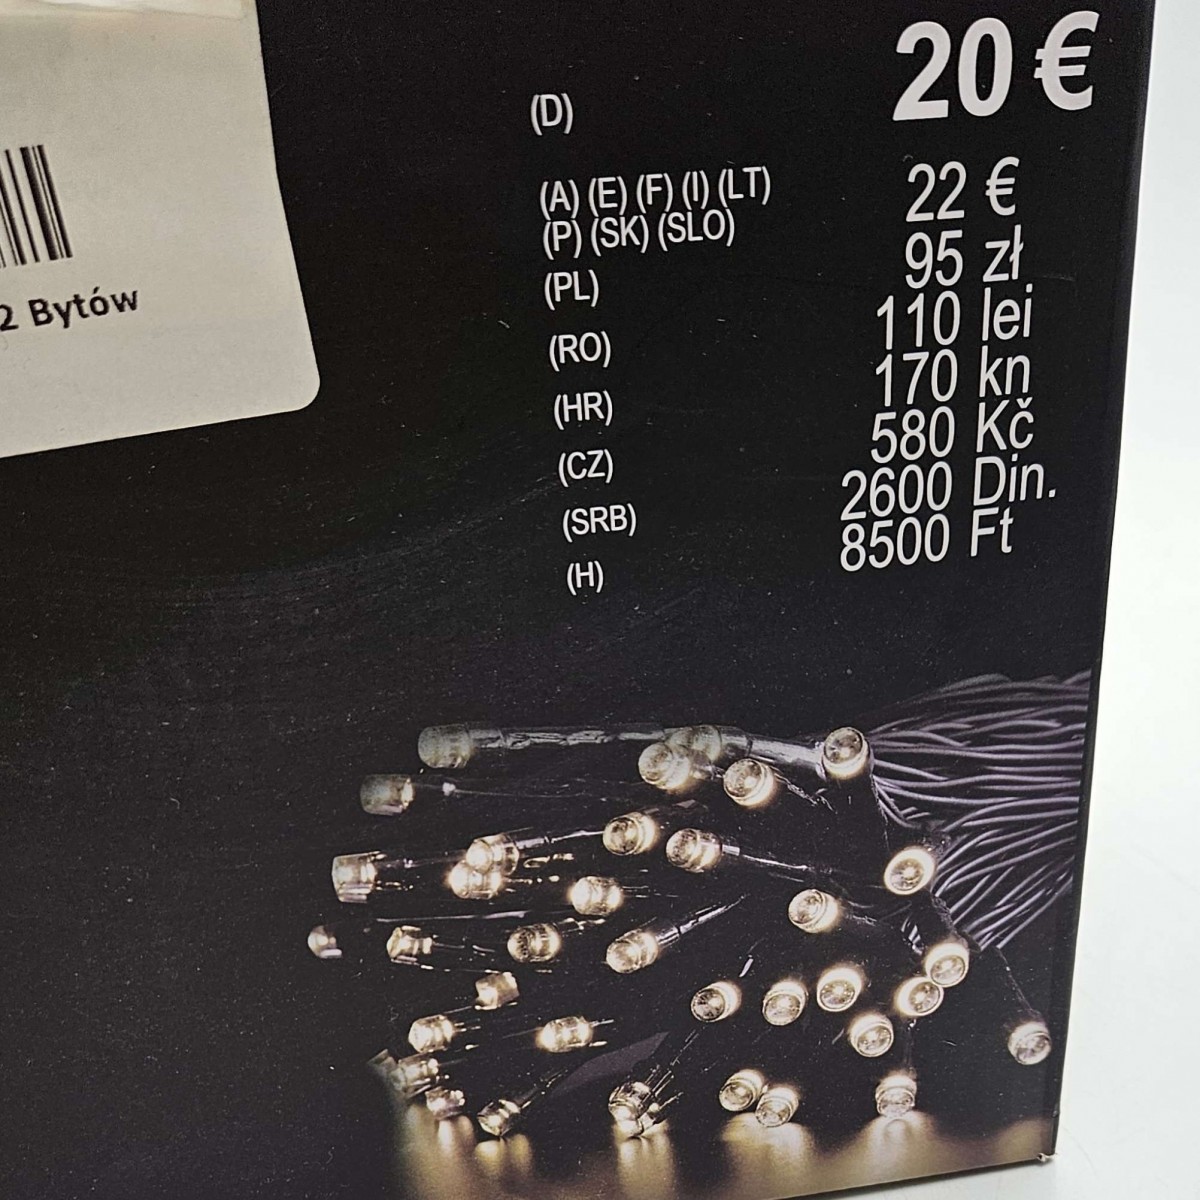 (D) 20 €
(A) (E) (F) (I) (LT) 22 €
(P) (SK) (SLO)
(PL) 95 zł
(RO) 110 lei
(HR) 170 kn
(CZ) 580 Kč
(SRB) 2600 Din.
(H) 8500 Ft
2 Bytów